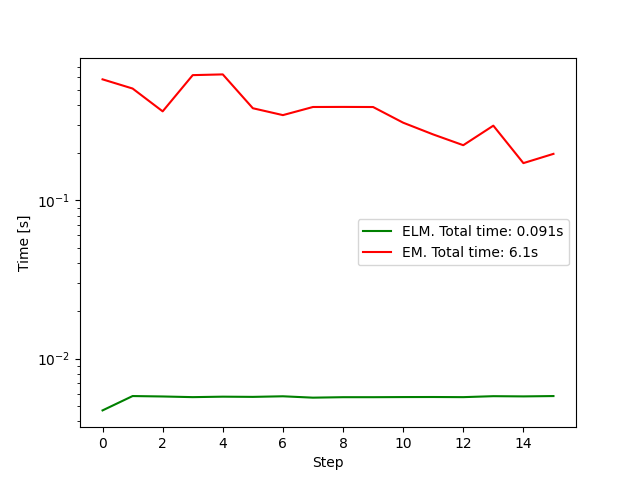 Time [s]
10⁻¹
10⁻²
ELM. Total time: 0.091s
EM. Total time: 6.1s
0 2 4 6 8 10 12 14
Step